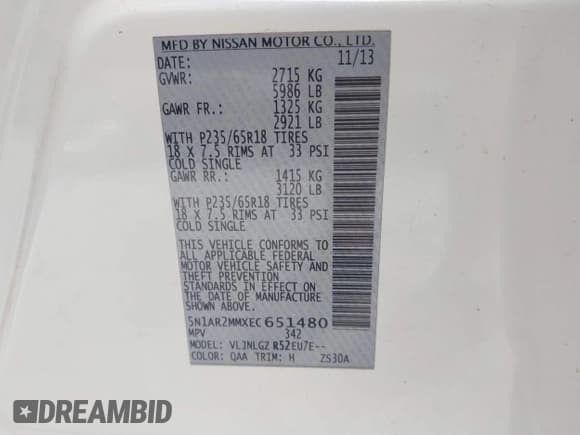 MFD BY NISSAN MOTOR CO., LTD.
DATE: 11/13
GVWR: 2715 KG
5986 LB
GAWR FR.: 1325 KG
2921 LB
WITH P235/65R18 TIRES
18 X 7.5 RIMS AT 33 PSI
COLD SINGLE
GAWR RR.: 1415 KG
3120 LB
WITH P235/65R18 TIRES
18 X 7.5 RIMS AT 33 PSI
COLD SINGLE
THIS VEHICLE CONFORMS TO
ALL APPLICABLE FEDERAL
MOTOR VEHICLE SAFETY AND
THEFT PREVENTION
STANDARDS IN EFFECT ON
THE DATE OF MANUFACTURE
SHOWN ABOVE.
5N1AR2MMXEC651480
MPV 342
MODEL: VLJNLGZ R52EU7E--
COLOR: QAA TRIM: H ZS30A
DREAMBID